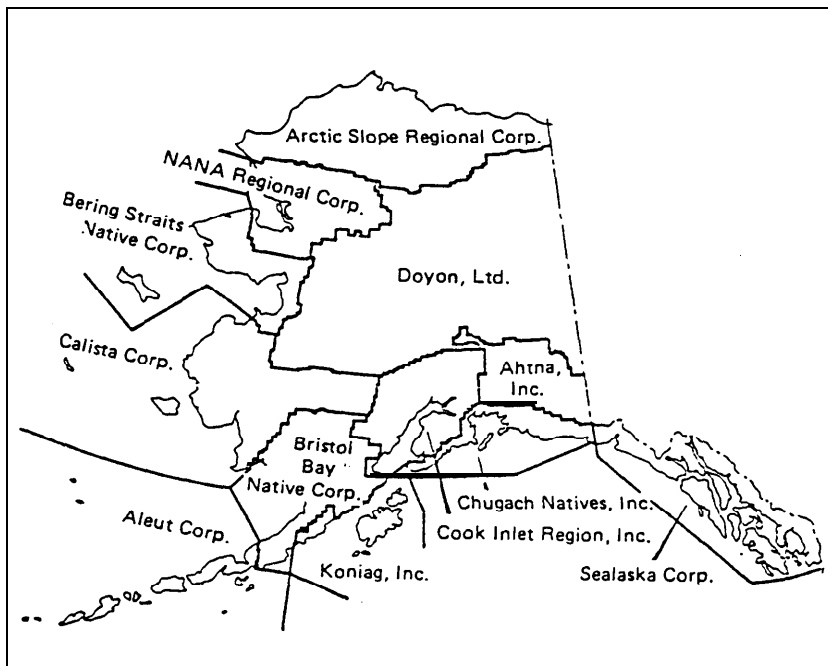 Arctic Slope Regional Corp.
NANA Regional Corp.
Bering Straits
Native Corp.
Doyon, Ltd.
Calista Corp.
Ahtna,
Inc.
Bristol
Bay
Native Corp.
Chugach Natives, Inc.
Aleut Corp.
Cook Inlet Region, Inc.
Koniag, Inc.
Sealaska Corp.